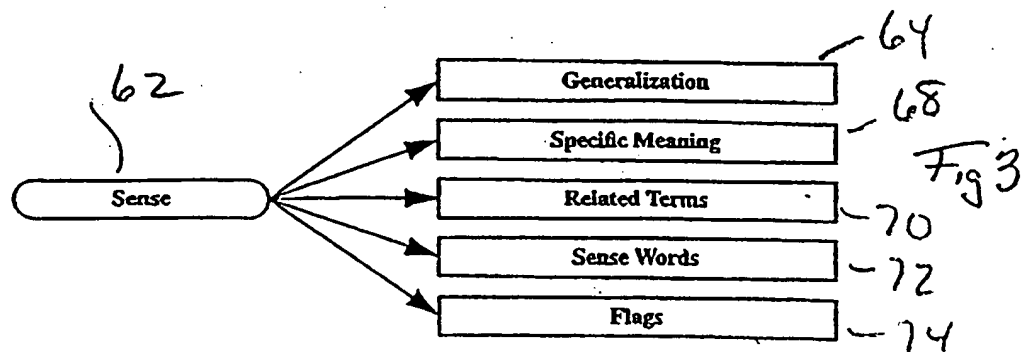 64
Generalization
62
68
Specific Meaning
Fig 3
Sense
Related Terms
70
Sense Words
72
Flags
74